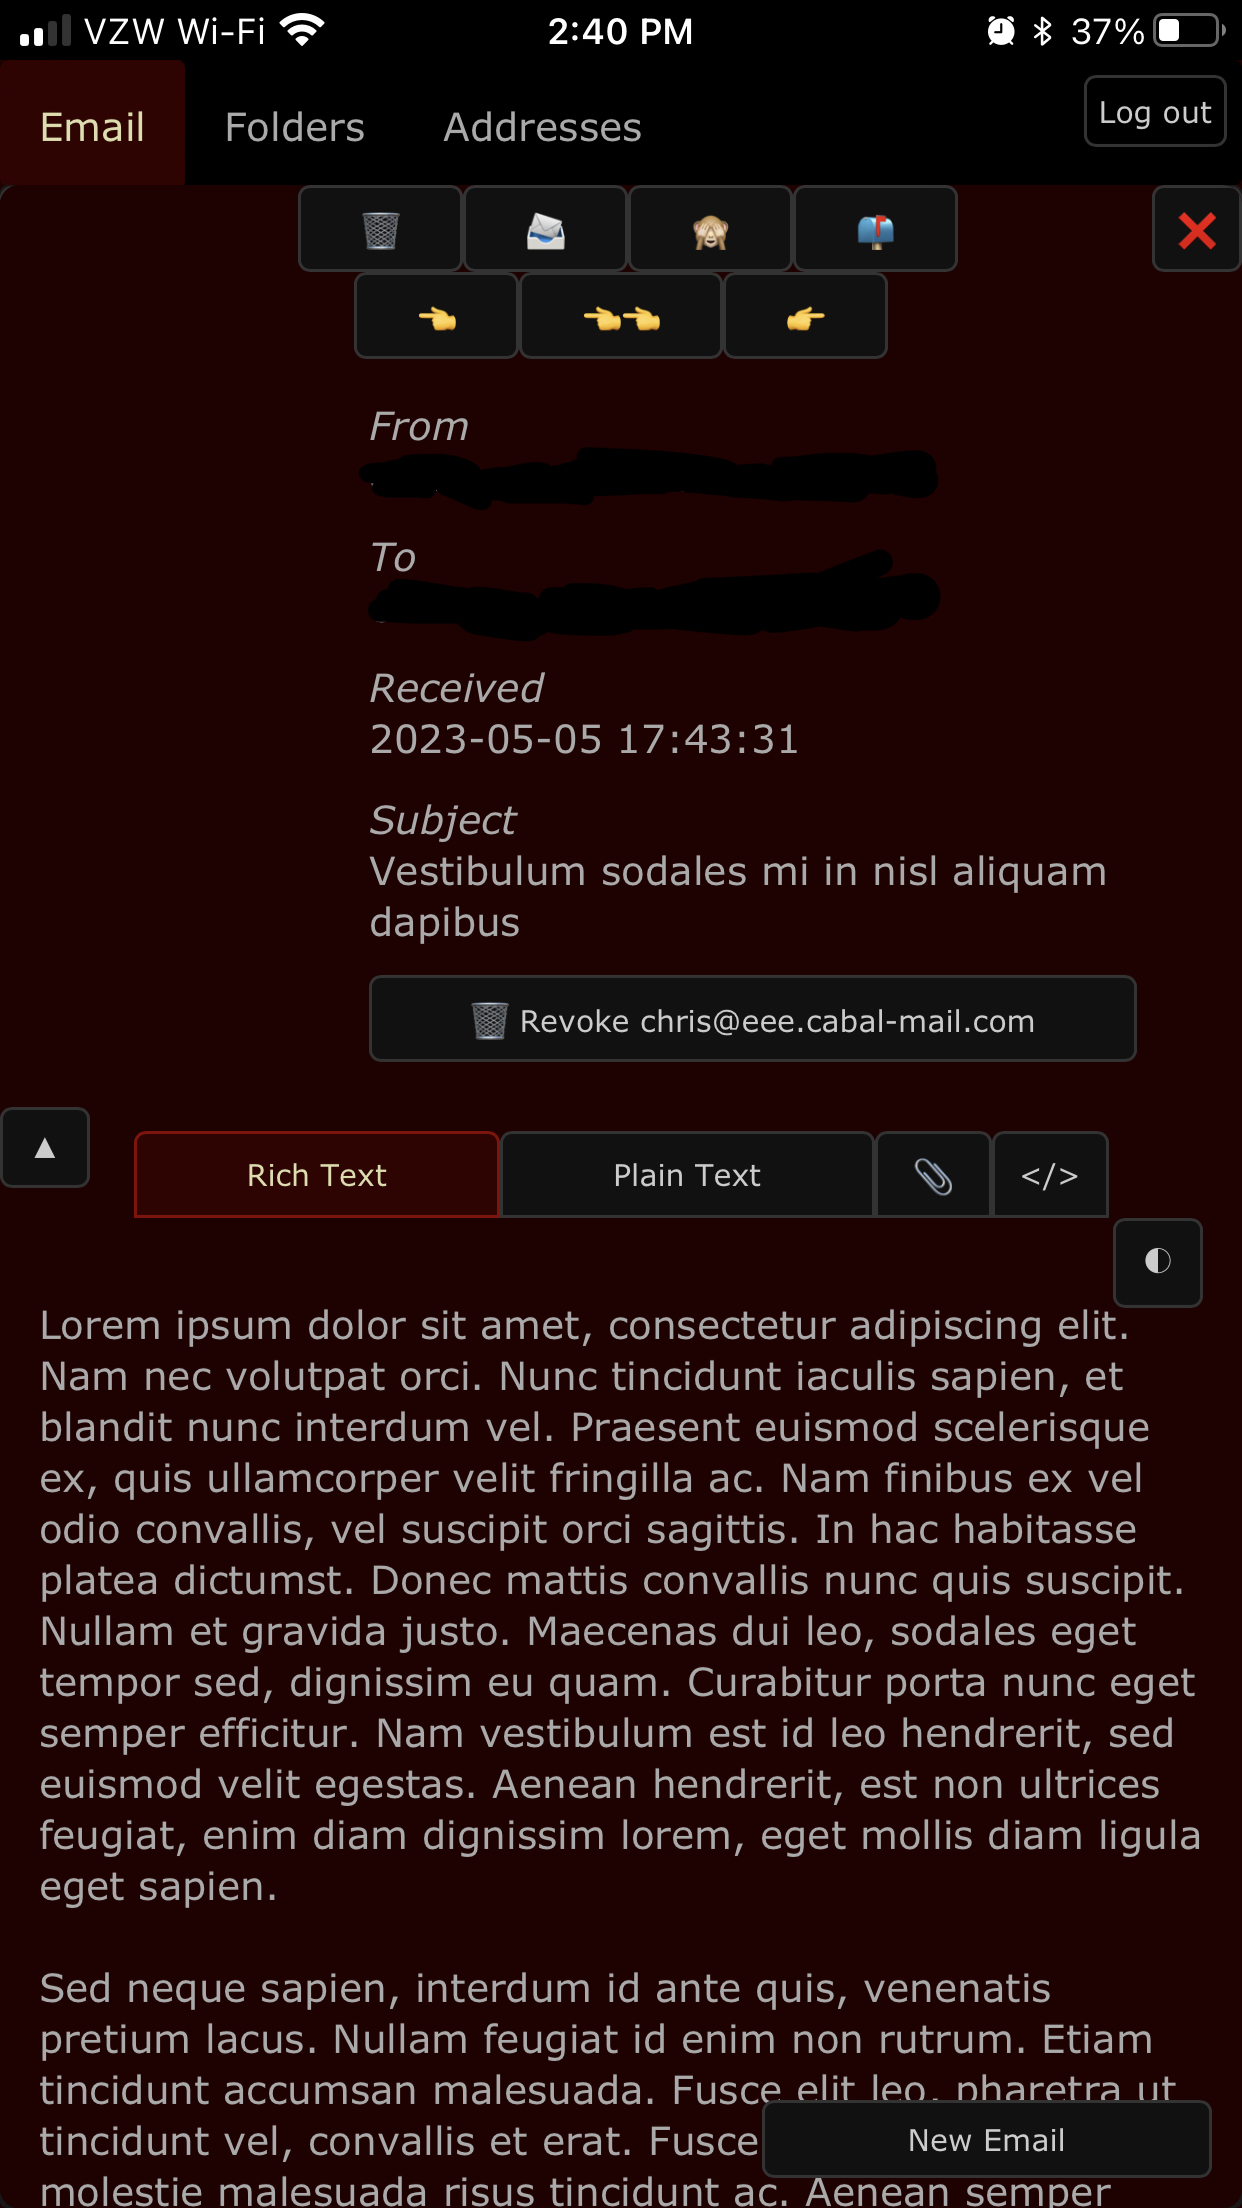 VZW Wi-Fi 2:40 PM 37%
Email Folders Addresses Log out
From
To
Received
2023-05-05 17:43:31
Subject
Vestibulum sodales mi in nisl aliquam
dapibus
Revoke chris@eee.cabal-mail.com
Rich Text Plain Text </>
Lorem ipsum dolor sit amet, consectetur adipiscing elit.
Nam nec volutpat orci. Nunc tincidunt iaculis sapien, et
blandit nunc interdum vel. Praesent euismod scelerisque
ex, quis ullamcorper velit fringilla ac. Nam finibus ex vel
odio convallis, vel suscipit orci sagittis. In hac habitasse
platea dictumst. Donec mattis convallis nunc quis suscipit.
Nullam et gravida justo. Maecenas dui leo, sodales eget
tempor sed, dignissim eu quam. Curabitur porta nunc eget
semper efficitur. Nam vestibulum est id leo hendrerit, sed
euismod velit egestas. Aenean hendrerit, est non ultrices
feugiat, enim diam dignissim lorem, eget mollis diam ligula
eget sapien.
Sed neque sapien, interdum id ante quis, venenatis
pretium lacus. Nullam feugiat id enim non rutrum. Etiam
tincidunt accumsan malesuada. Fusce elit leo, pharetra ut
tincidunt vel, convallis et erat. Fusce
New Email
molestie malesuada risus tincidunt ac. Aenean semper